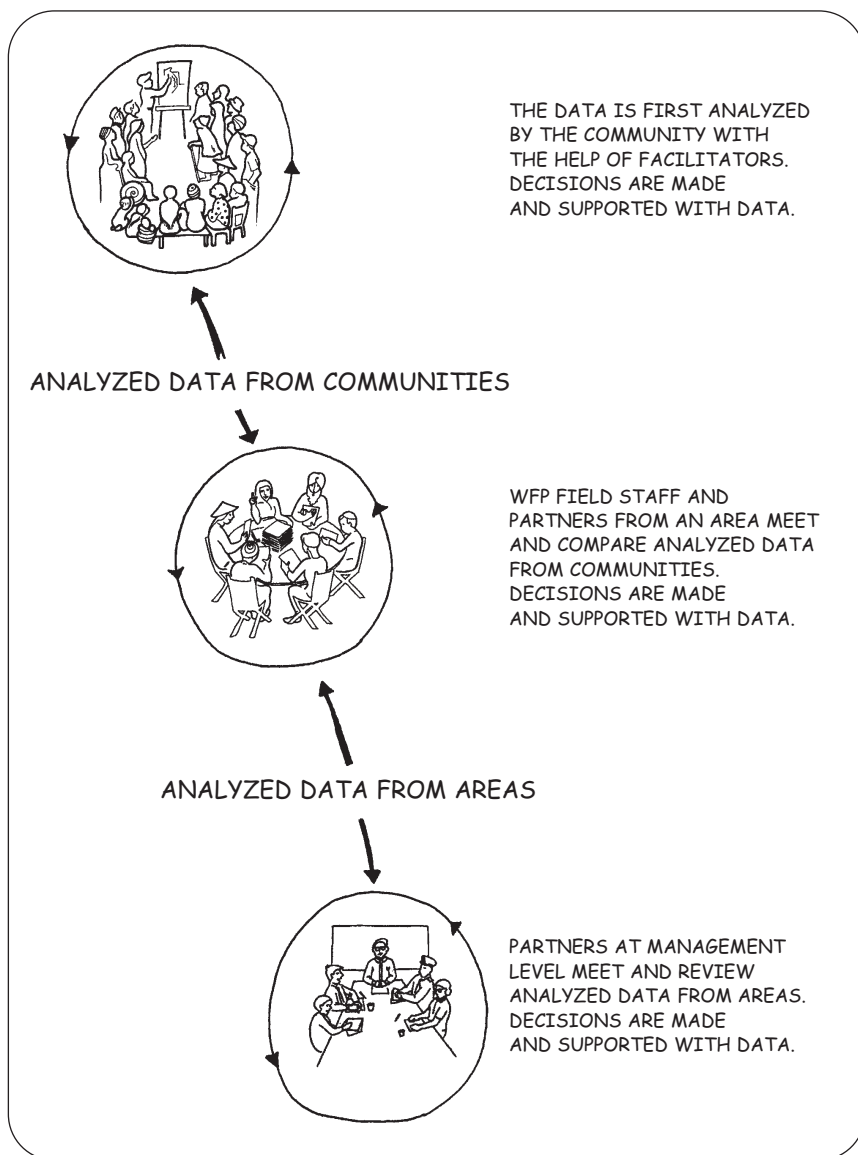 THE DATA IS FIRST ANALYZED
BY THE COMMUNITY WITH
THE HELP OF FACILITATORS.
DECISIONS ARE MADE
AND SUPPORTED WITH DATA.
ANALYZED DATA FROM COMMUNITIES
WFP FIELD STAFF AND
PARTNERS FROM AN AREA MEET
AND COMPARE ANALYZED DATA
FROM COMMUNITIES.
DECISIONS ARE MADE
AND SUPPORTED WITH DATA.
ANALYZED DATA FROM AREAS
PARTNERS AT MANAGEMENT
LEVEL MEET AND REVIEW
ANALYZED DATA FROM AREAS.
DECISIONS ARE MADE
AND SUPPORTED WITH DATA.